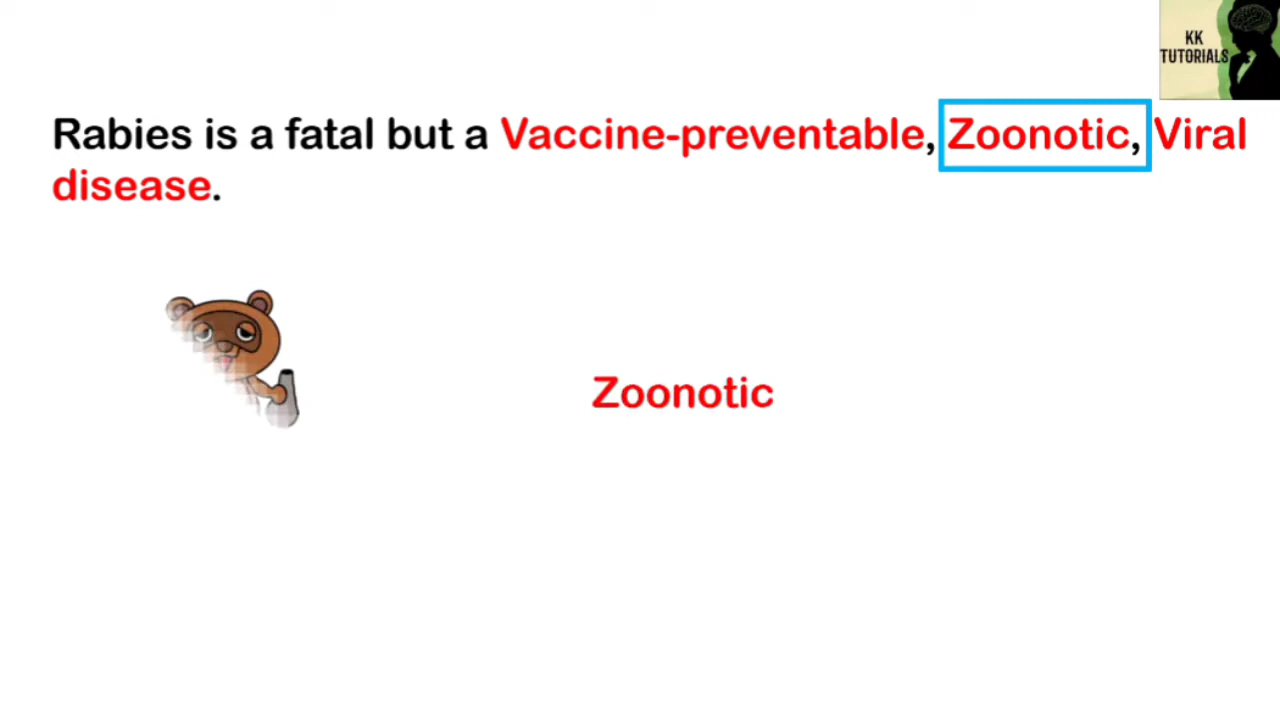 KK
TUTORIALS
Rabies is a fatal but a Vaccine-preventable, Zoonotic, Viral
disease.
Zoonotic